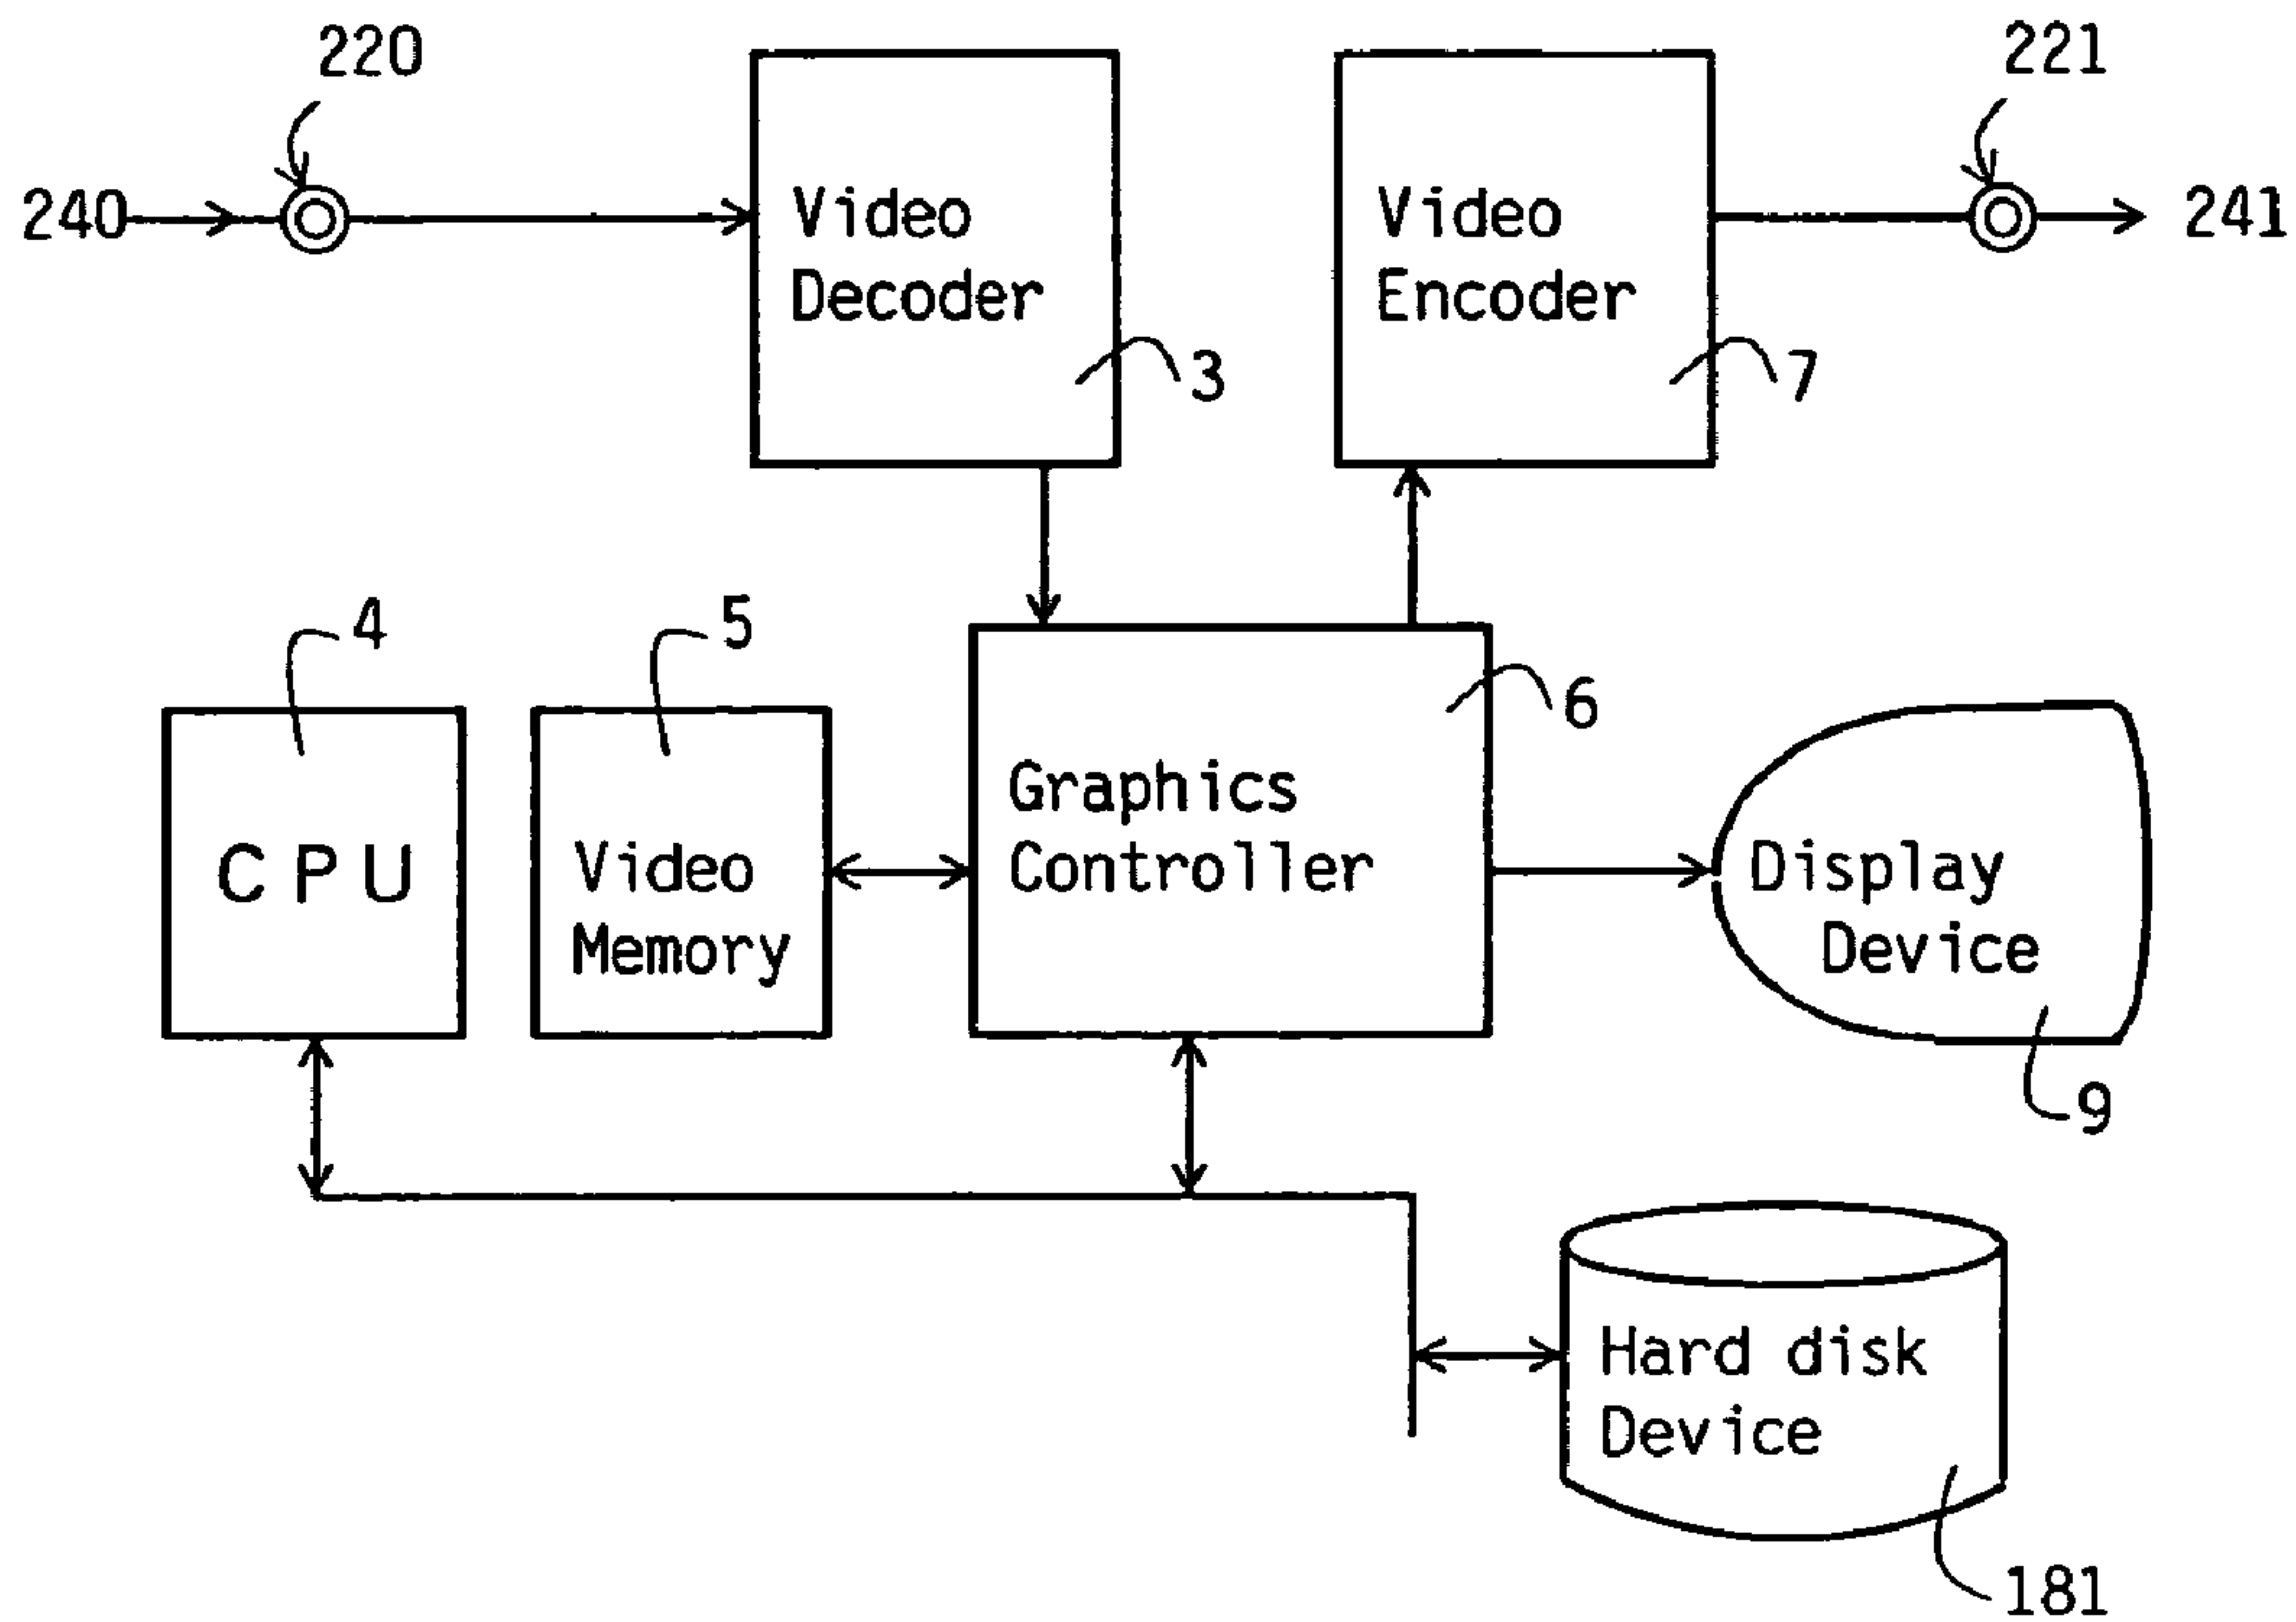 220
221
240
Video
Decoder
Video
Encoder
241
3
7
4
5
6
CPU
Video
Memory
Graphics
Controller
Display
Device
9
Hard disk
Device
181